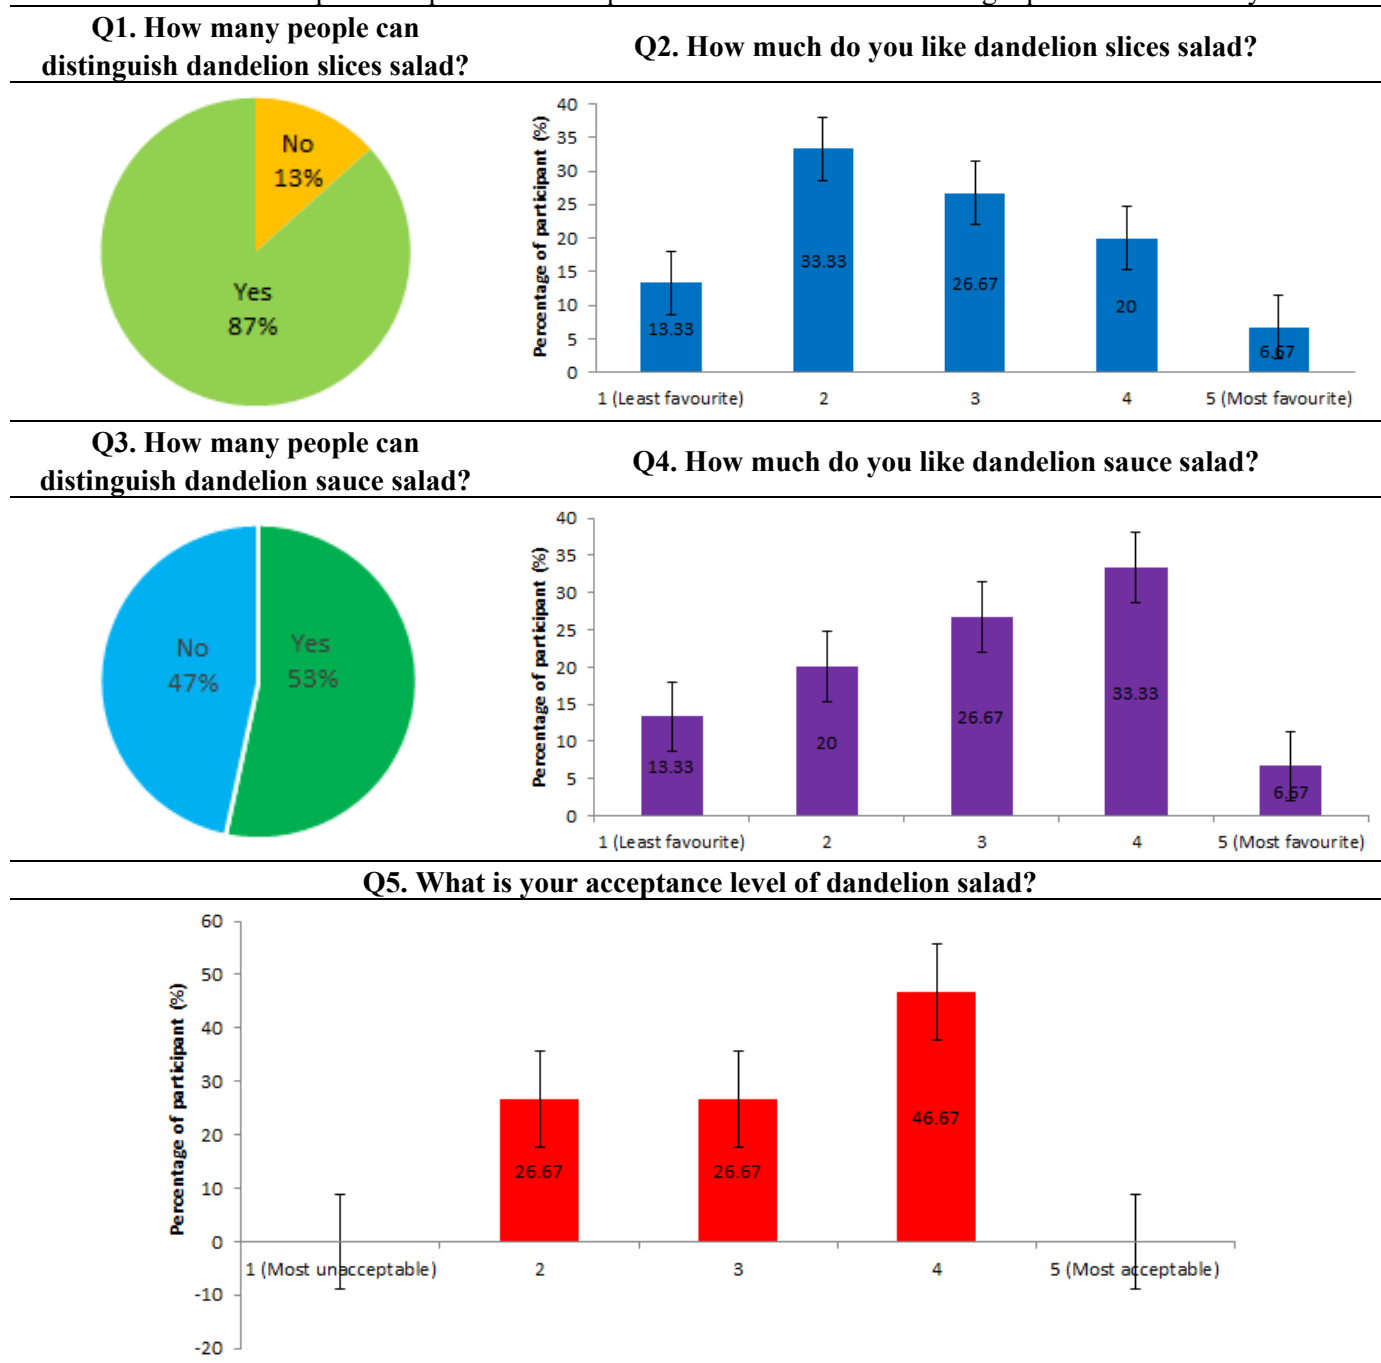 Q1. How many people can
distinguish dandelion slices salad?
Q2. How much do you like dandelion slices salad?
No
13%
Yes
87%
Percentage of participant (%)
40
35
30
25
20
15
10
5
0
13.33
33.33
26.67
20
6.67
1 (Least favourite)
2
3
4
5 (Most favourite)
Q3. How many people can
distinguish dandelion sauce salad?
Q4. How much do you like dandelion sauce salad?
No
47%
Yes
53%
Percentage of participant (%)
40
35
30
25
20
15
10
5
0
13.33
20
26.67
33.33
6.67
1 (Least favourite)
2
3
4
5 (Most favourite)
Q5. What is your acceptance level of dandelion salad?
Percentage of participant (%)
60
50
40
30
20
10
0
-10
-20
26.67
26.67
46.67
1 (Most unacceptable)
2
3
4
5 (Most acceptable)